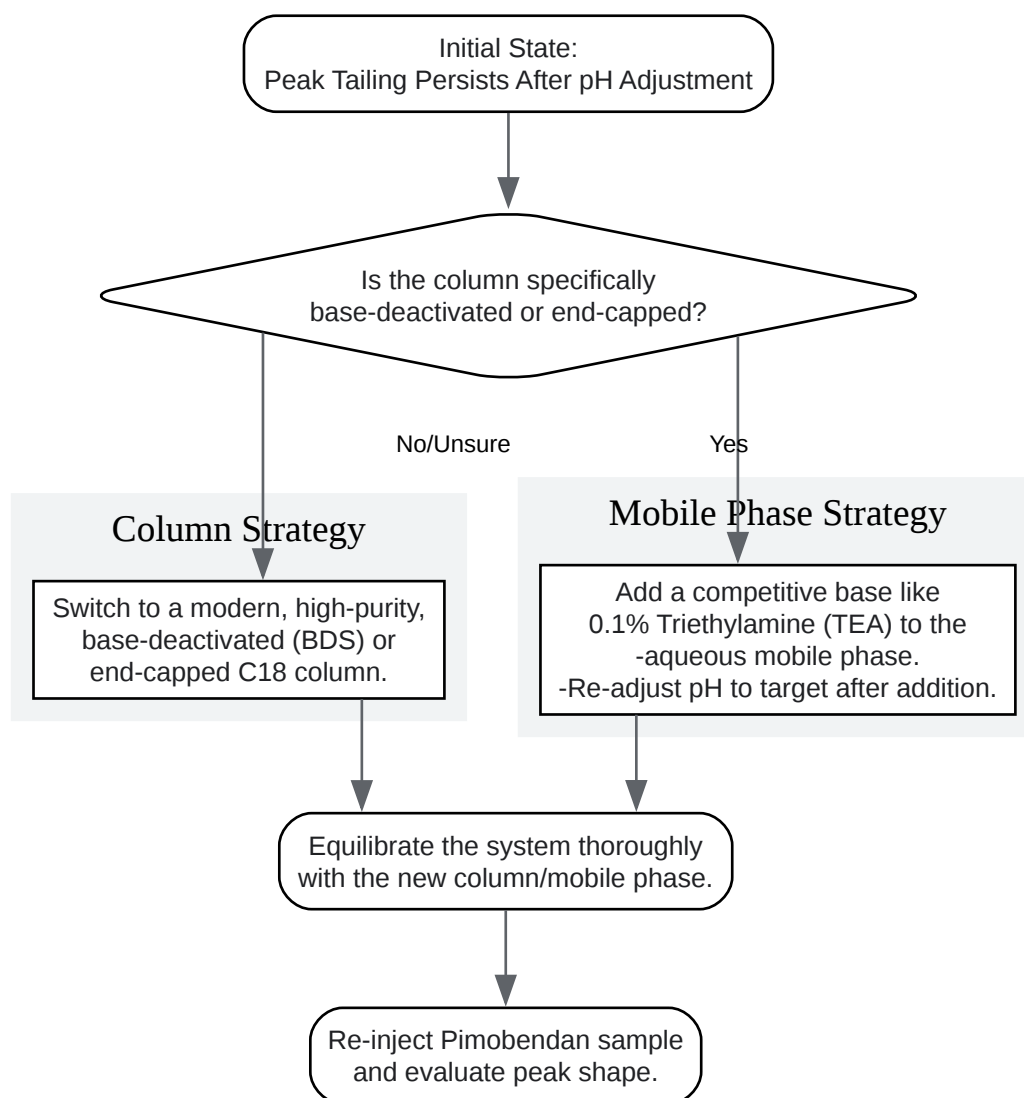 Initial State:
Peak Tailing Persists After pH Adjustment
Is the column specifically
base-deactivated or end-capped?
No/Unsure
Yes
Column Strategy
Switch to a modern, high-purity,
base-deactivated (BDS) or
end-capped C18 column.
Mobile Phase Strategy
Add a competitive base like
0.1% Triethylamine (TEA) to the
-aqueous mobile phase.
-Re-adjust pH to target after addition.
Equilibrate the system thoroughly
with the new column/mobile phase.
Re-inject Pimobendan sample
and evaluate peak shape.